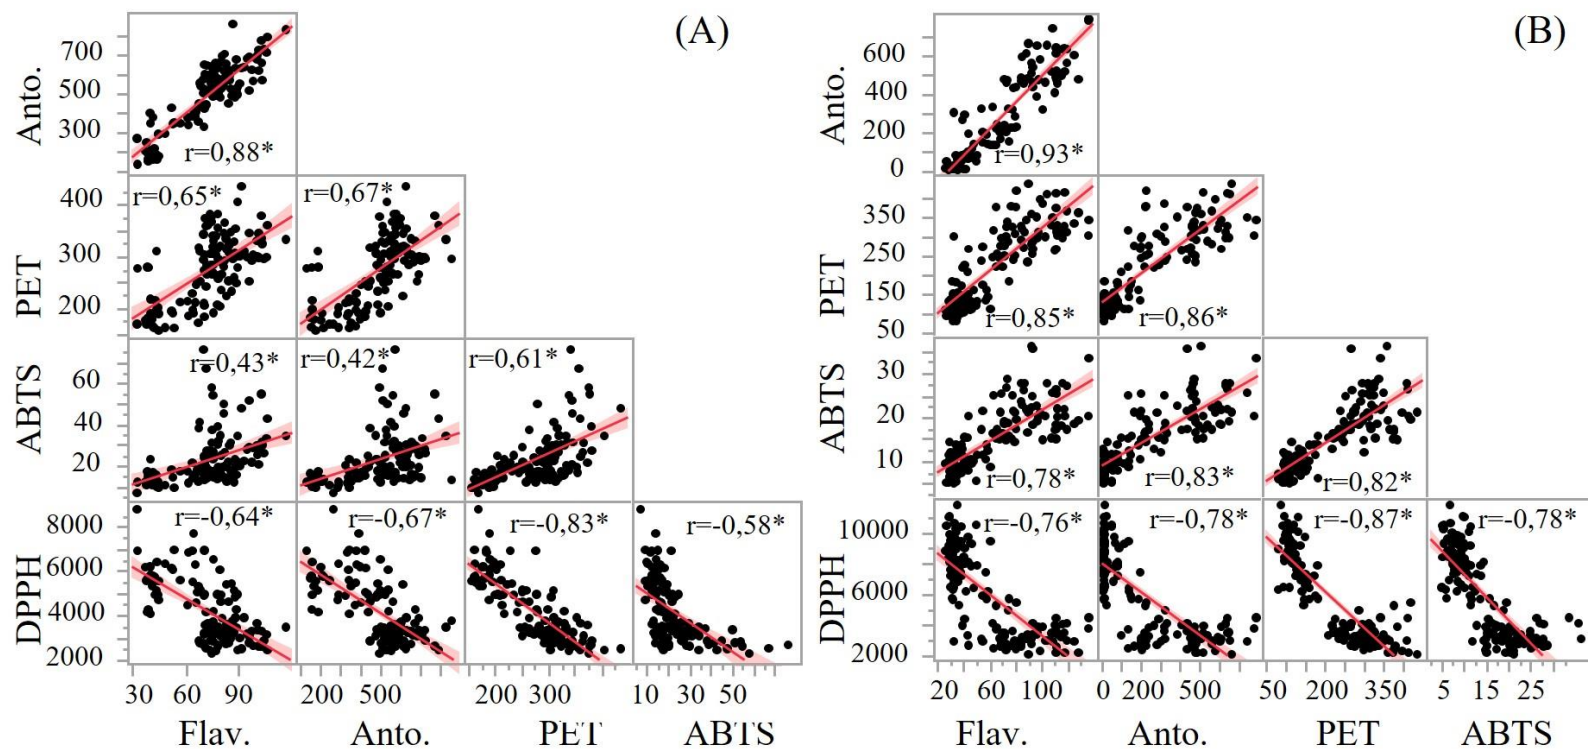 (A)
Anto.
700
500
300
r=0,88*
PET
400
300
200
r=0,65*
r=0,67*
ABTS
60
40
20
r=0,43*
r=0,42*
r=0,61*
DPPH
8000
6000
4000
2000
r=-0,64*
r=-0,67*
r=-0,83*
r=-0,58*
30 60 90
200 500
200 300
10 30 50
Flav. Anto. PET ABTS
(B)
Anto.
600
400
200
0
r=0,93*
PET
350
250
150
50
r=0,85*
r=0,86*
ABTS
30
20
10
r=0,78*
r=0,83*
r=0,82*
DPPH
10000
6000
2000
r=-0,76*
r=-0,78*
r=-0,87*
r=-0,78*
20 60 100
0 200 500
50 200 350
5 15 25
Flav. Anto. PET ABTS